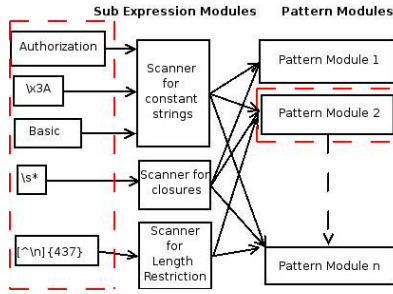 Sub Expression Modules
Pattern Modules
Authorization
\x3A
Basic
\s*
[^\n]{437}
Scanner
for
constant
strings
Scanner for
closures
Scanner
for
Length
Restriction
Pattern Module 1
Pattern Module 2
Pattern Module n